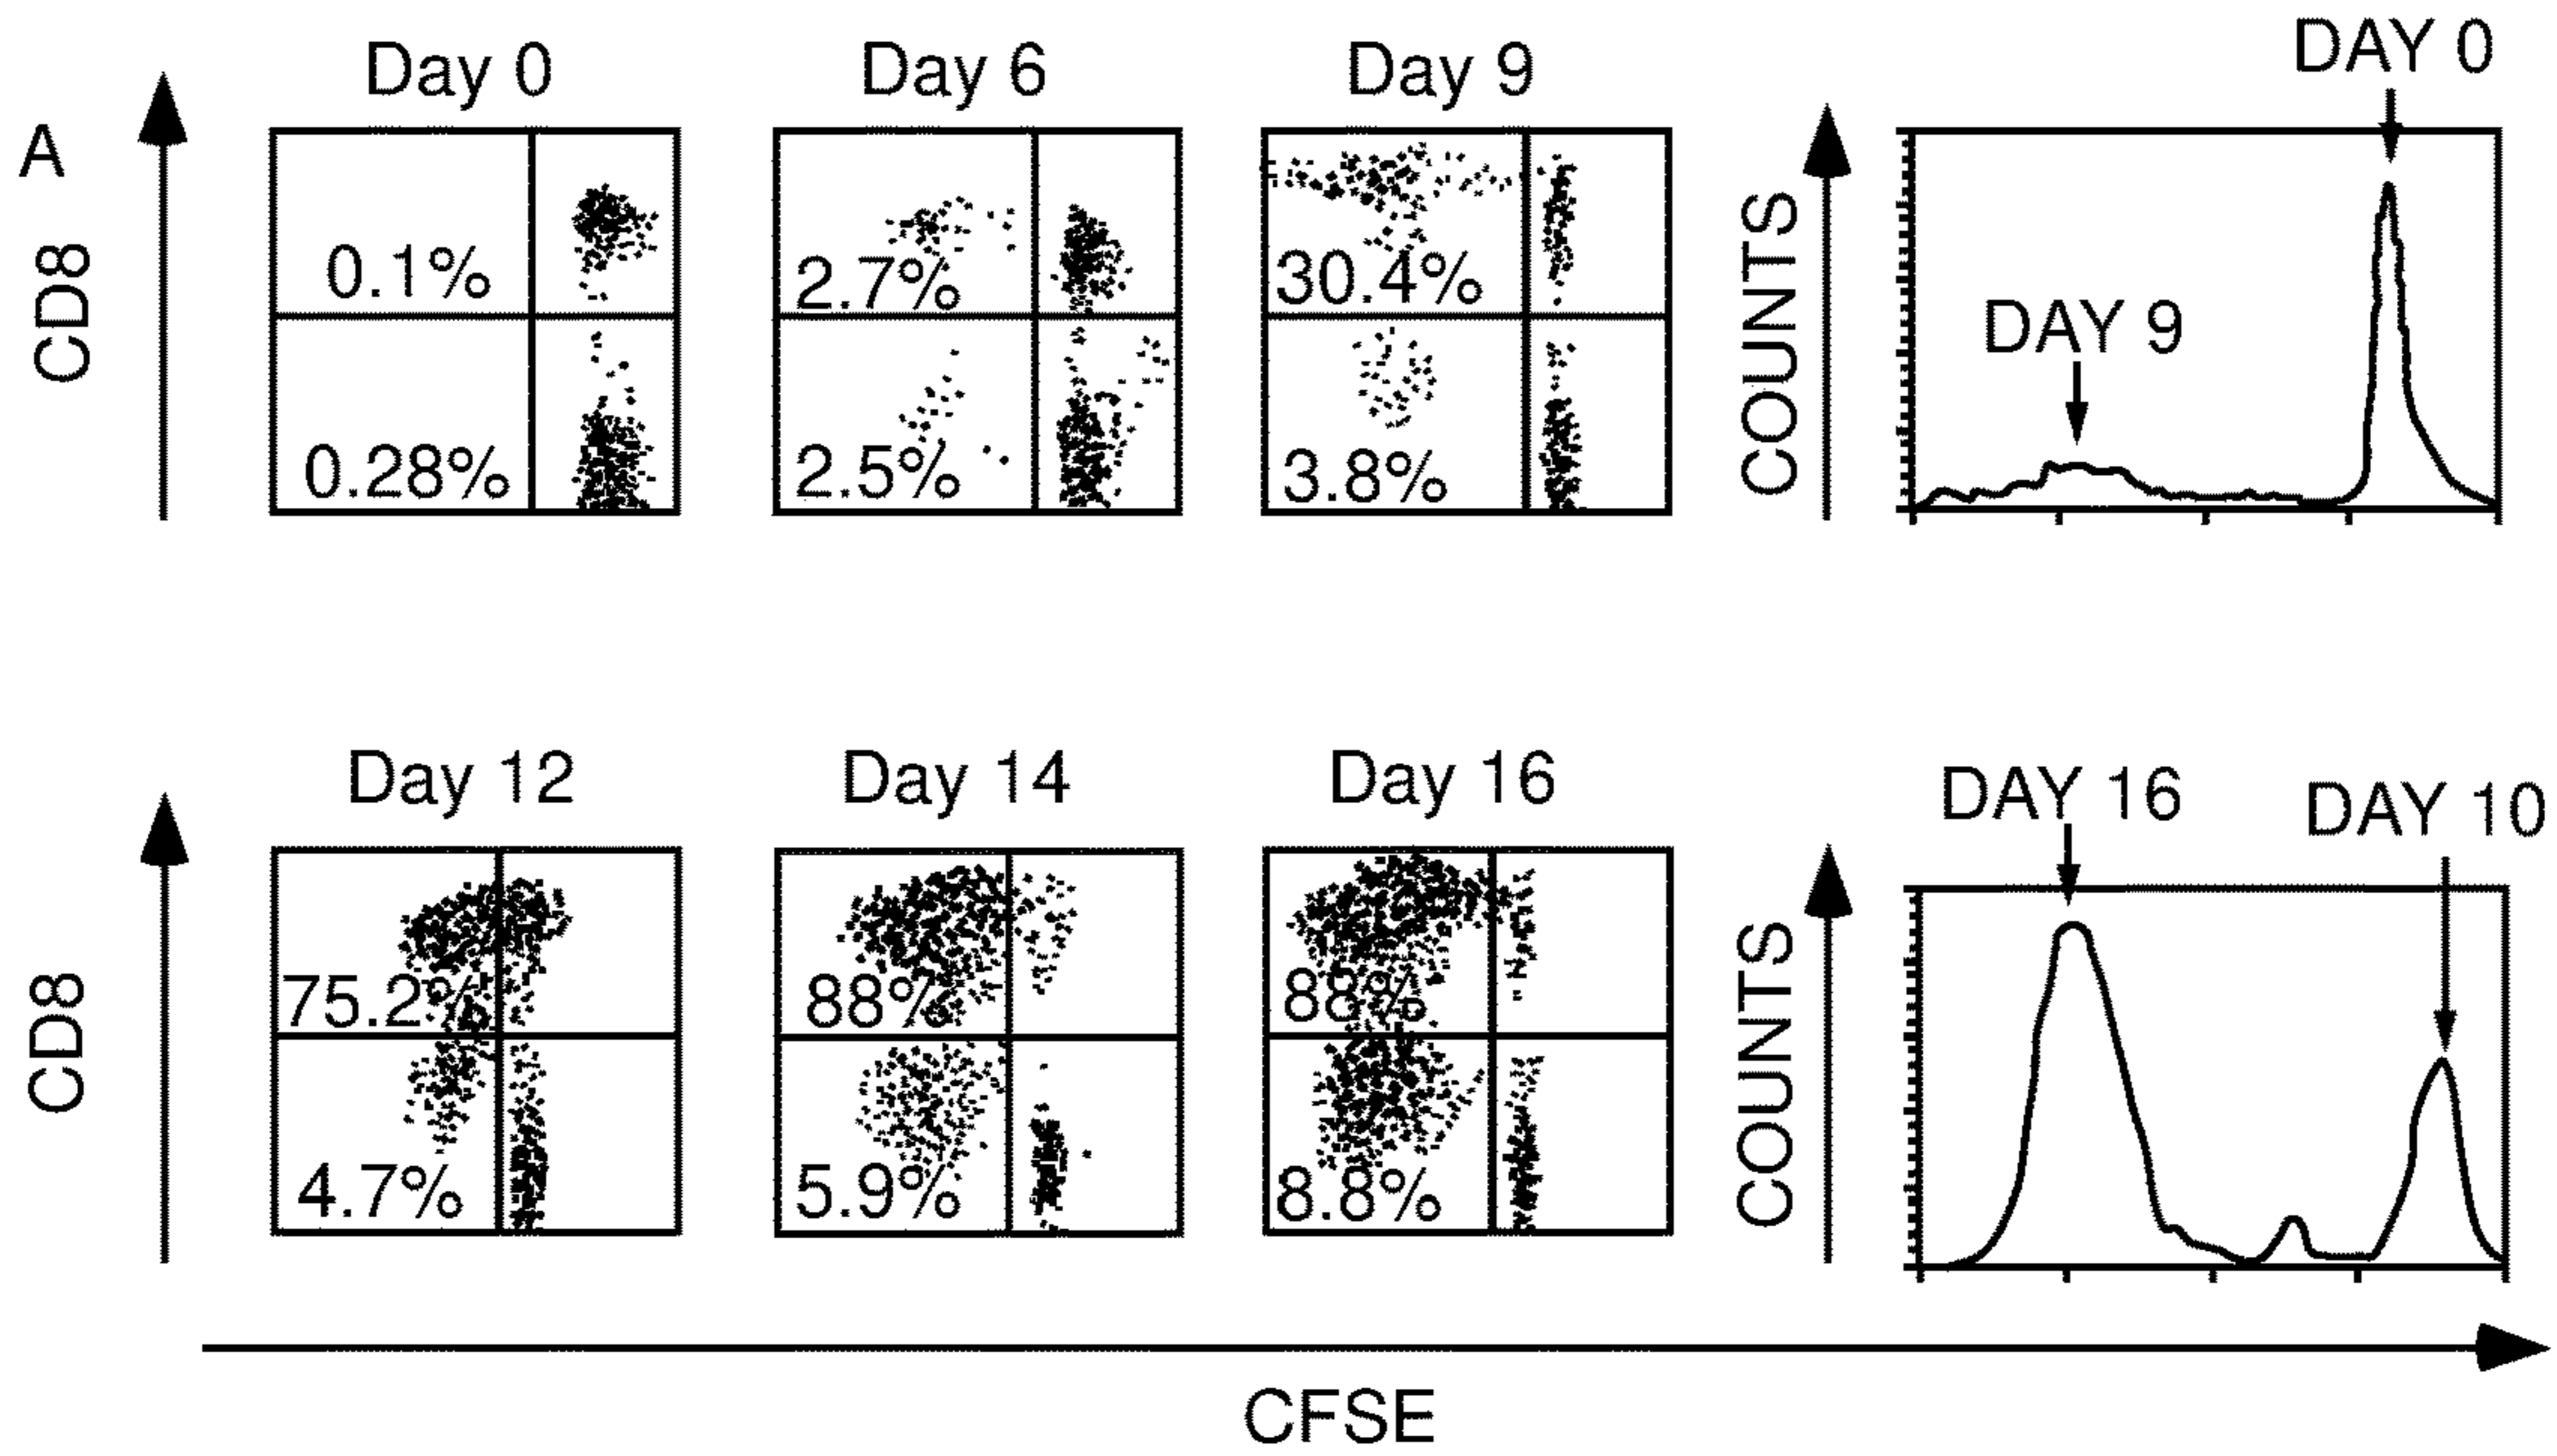 A
CD8
Day 0
Day 6
Day 9
0.1%
2.7%
30.4%
0.28%
2.5%
3.8%
COUNTS
DAY 0
DAY 9
CD8
Day 12
Day 14
Day 16
75.2%
88%
88%
4.7%
5.9%
8.8%
COUNTS
DAY 16
DAY 10
CFSE